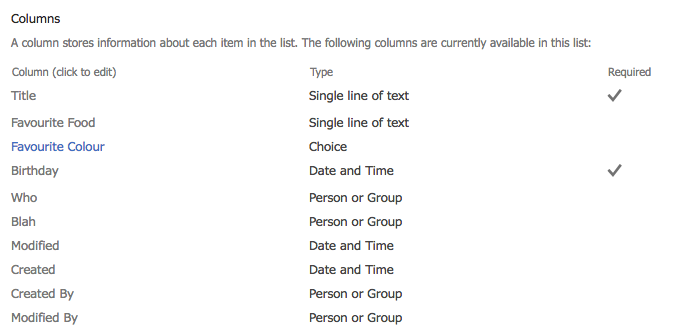 Columns
A column stores information about each item in the list. The following columns are currently available in this list:
Column (click to edit) Type Required
Title Single line of text
Favourite Food Single line of text
Favourite Colour Choice
Birthday Date and Time
Who Person or Group
Blah Person or Group
Modified Date and Time
Created Date and Time
Created By Person or Group
Modified By Person or Group